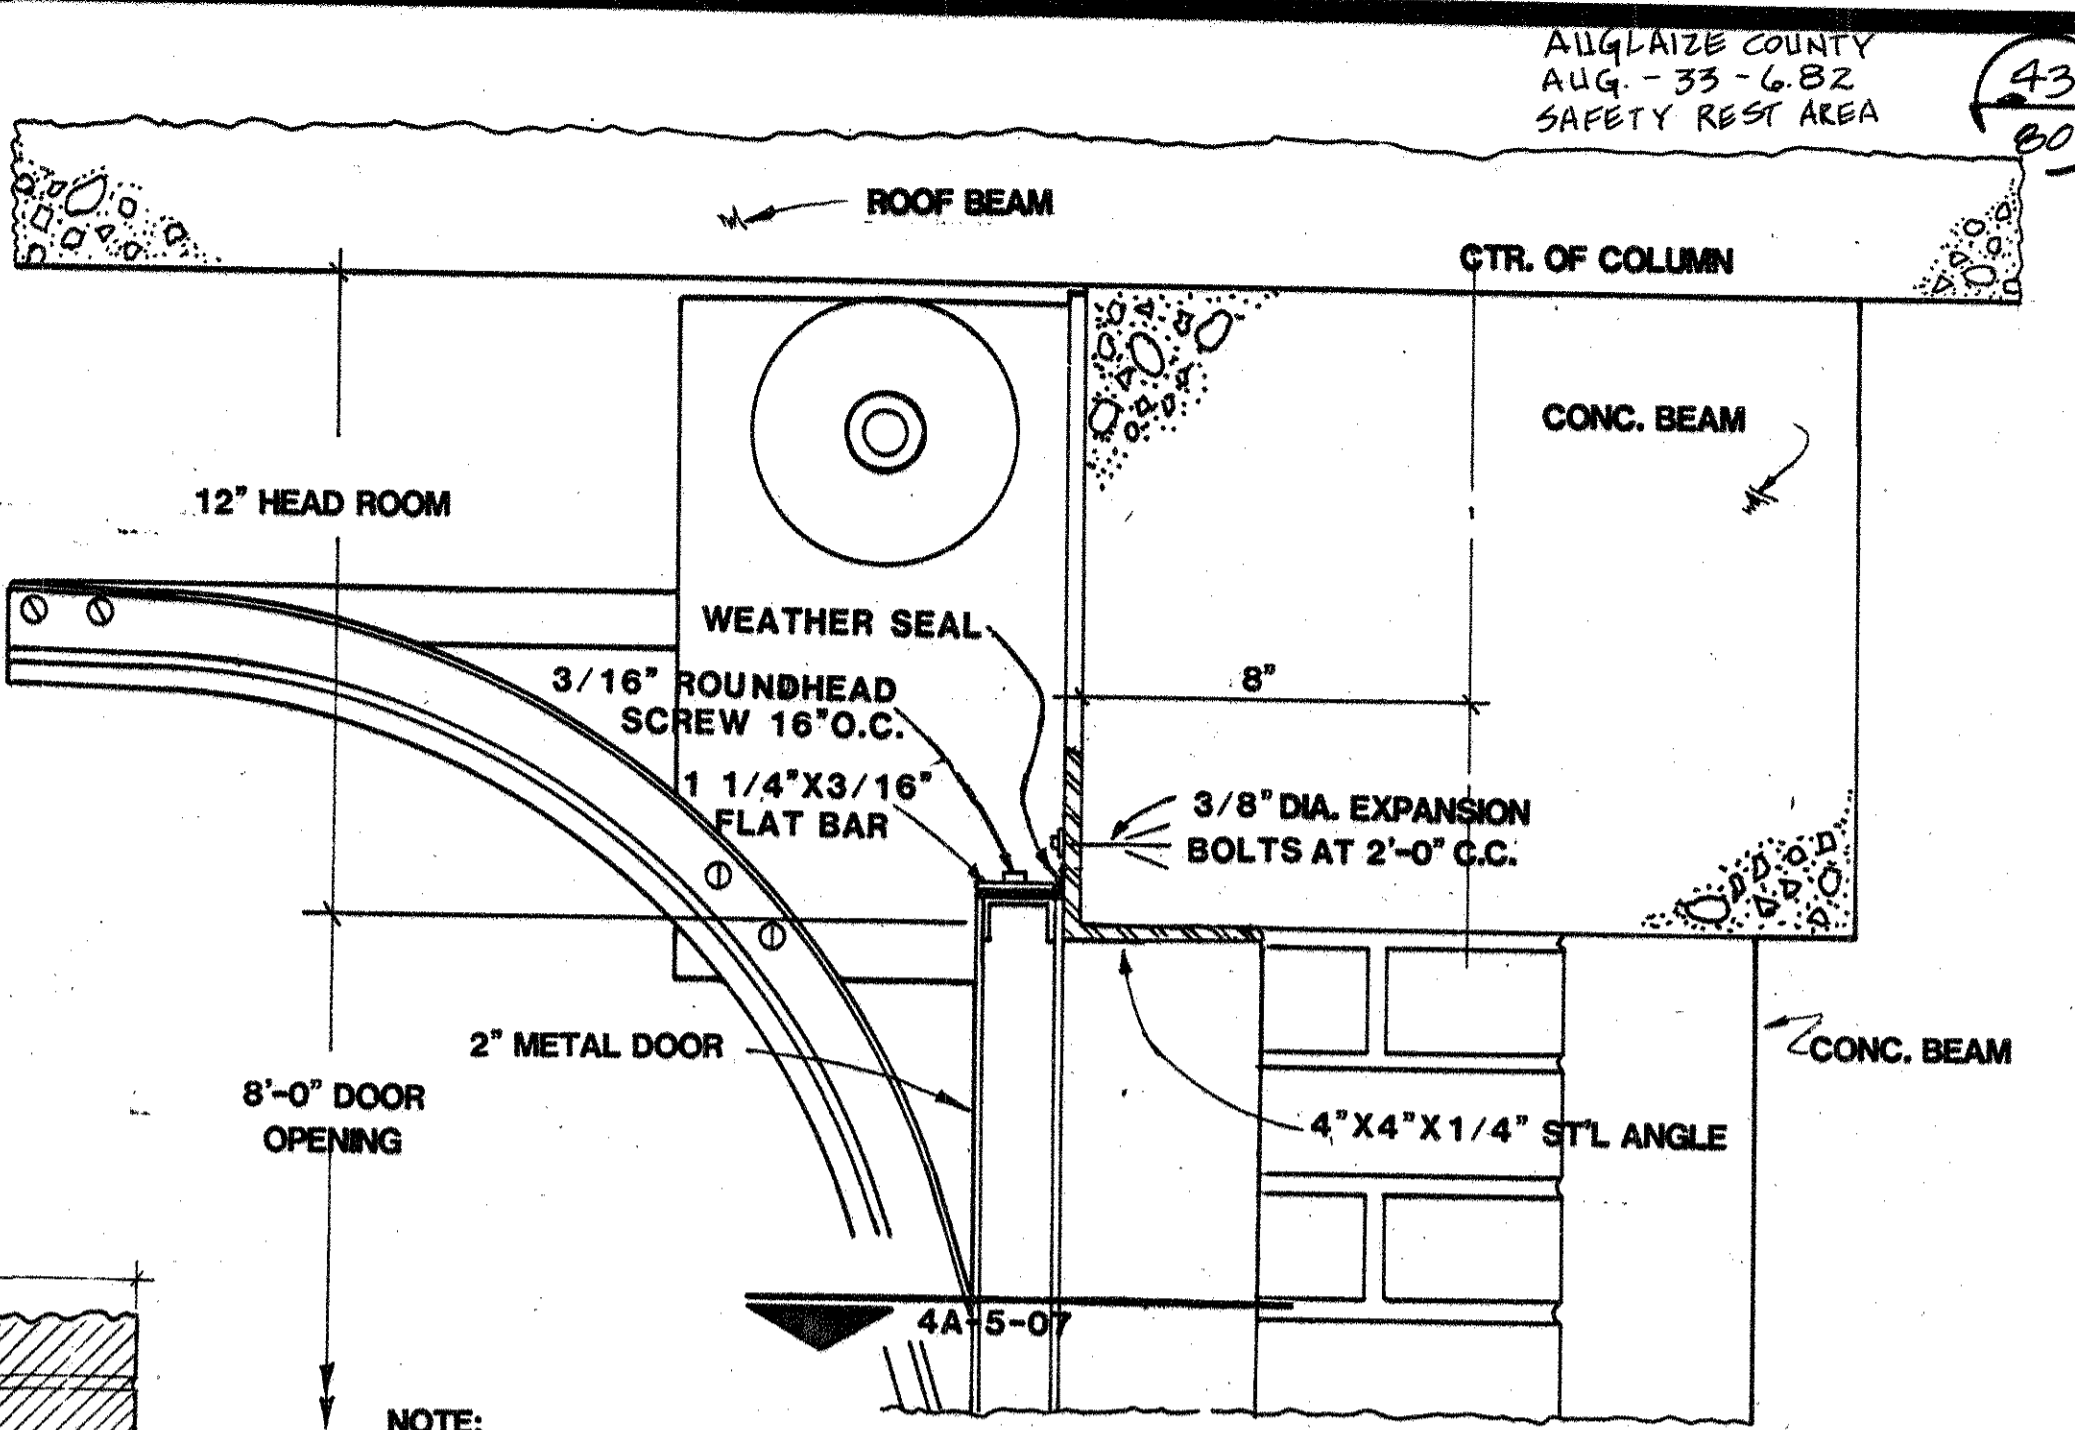 AUGLAIZE COUNTY
AUG. - 33 - 6.82
SAFETY REST AREA
43
80
ROOF BEAM
CTR. OF COLUMN
CONC. BEAM
12" HEAD ROOM
WEATHER SEAL
3/16" ROUNDHEAD
SCREW 16"O.C.
8"
1 1/4"X3/16"
FLAT BAR
3/8" DIA. EXPANSION
BOLTS AT 2'-0" C.C.
2" METAL DOOR
CONC. BEAM
8'-0" DOOR
OPENING
4"X4"X1/4" ST'L ANGLE
4A-5-07
NOTE: